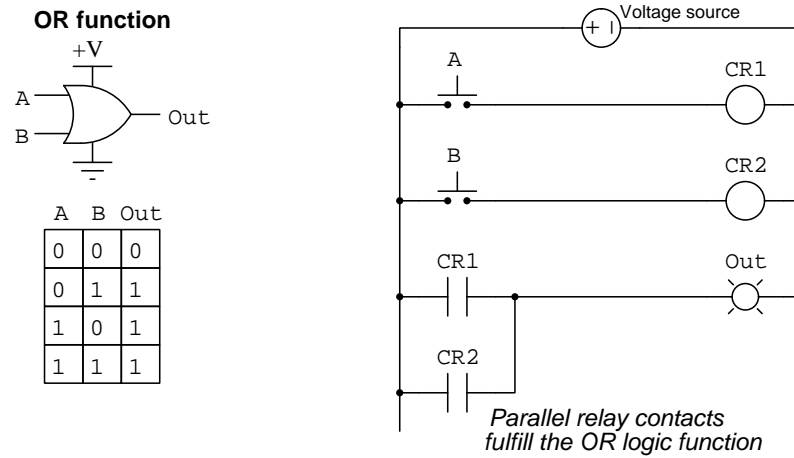 OR function
+V
A
B
Out
A B Out
0 0 0
0 1 1
1 0 1
1 1 1
Voltage source
+ I
A
CR1
B
CR2
CR1
Out
CR2
Parallel relay contacts
fulfill the OR logic function